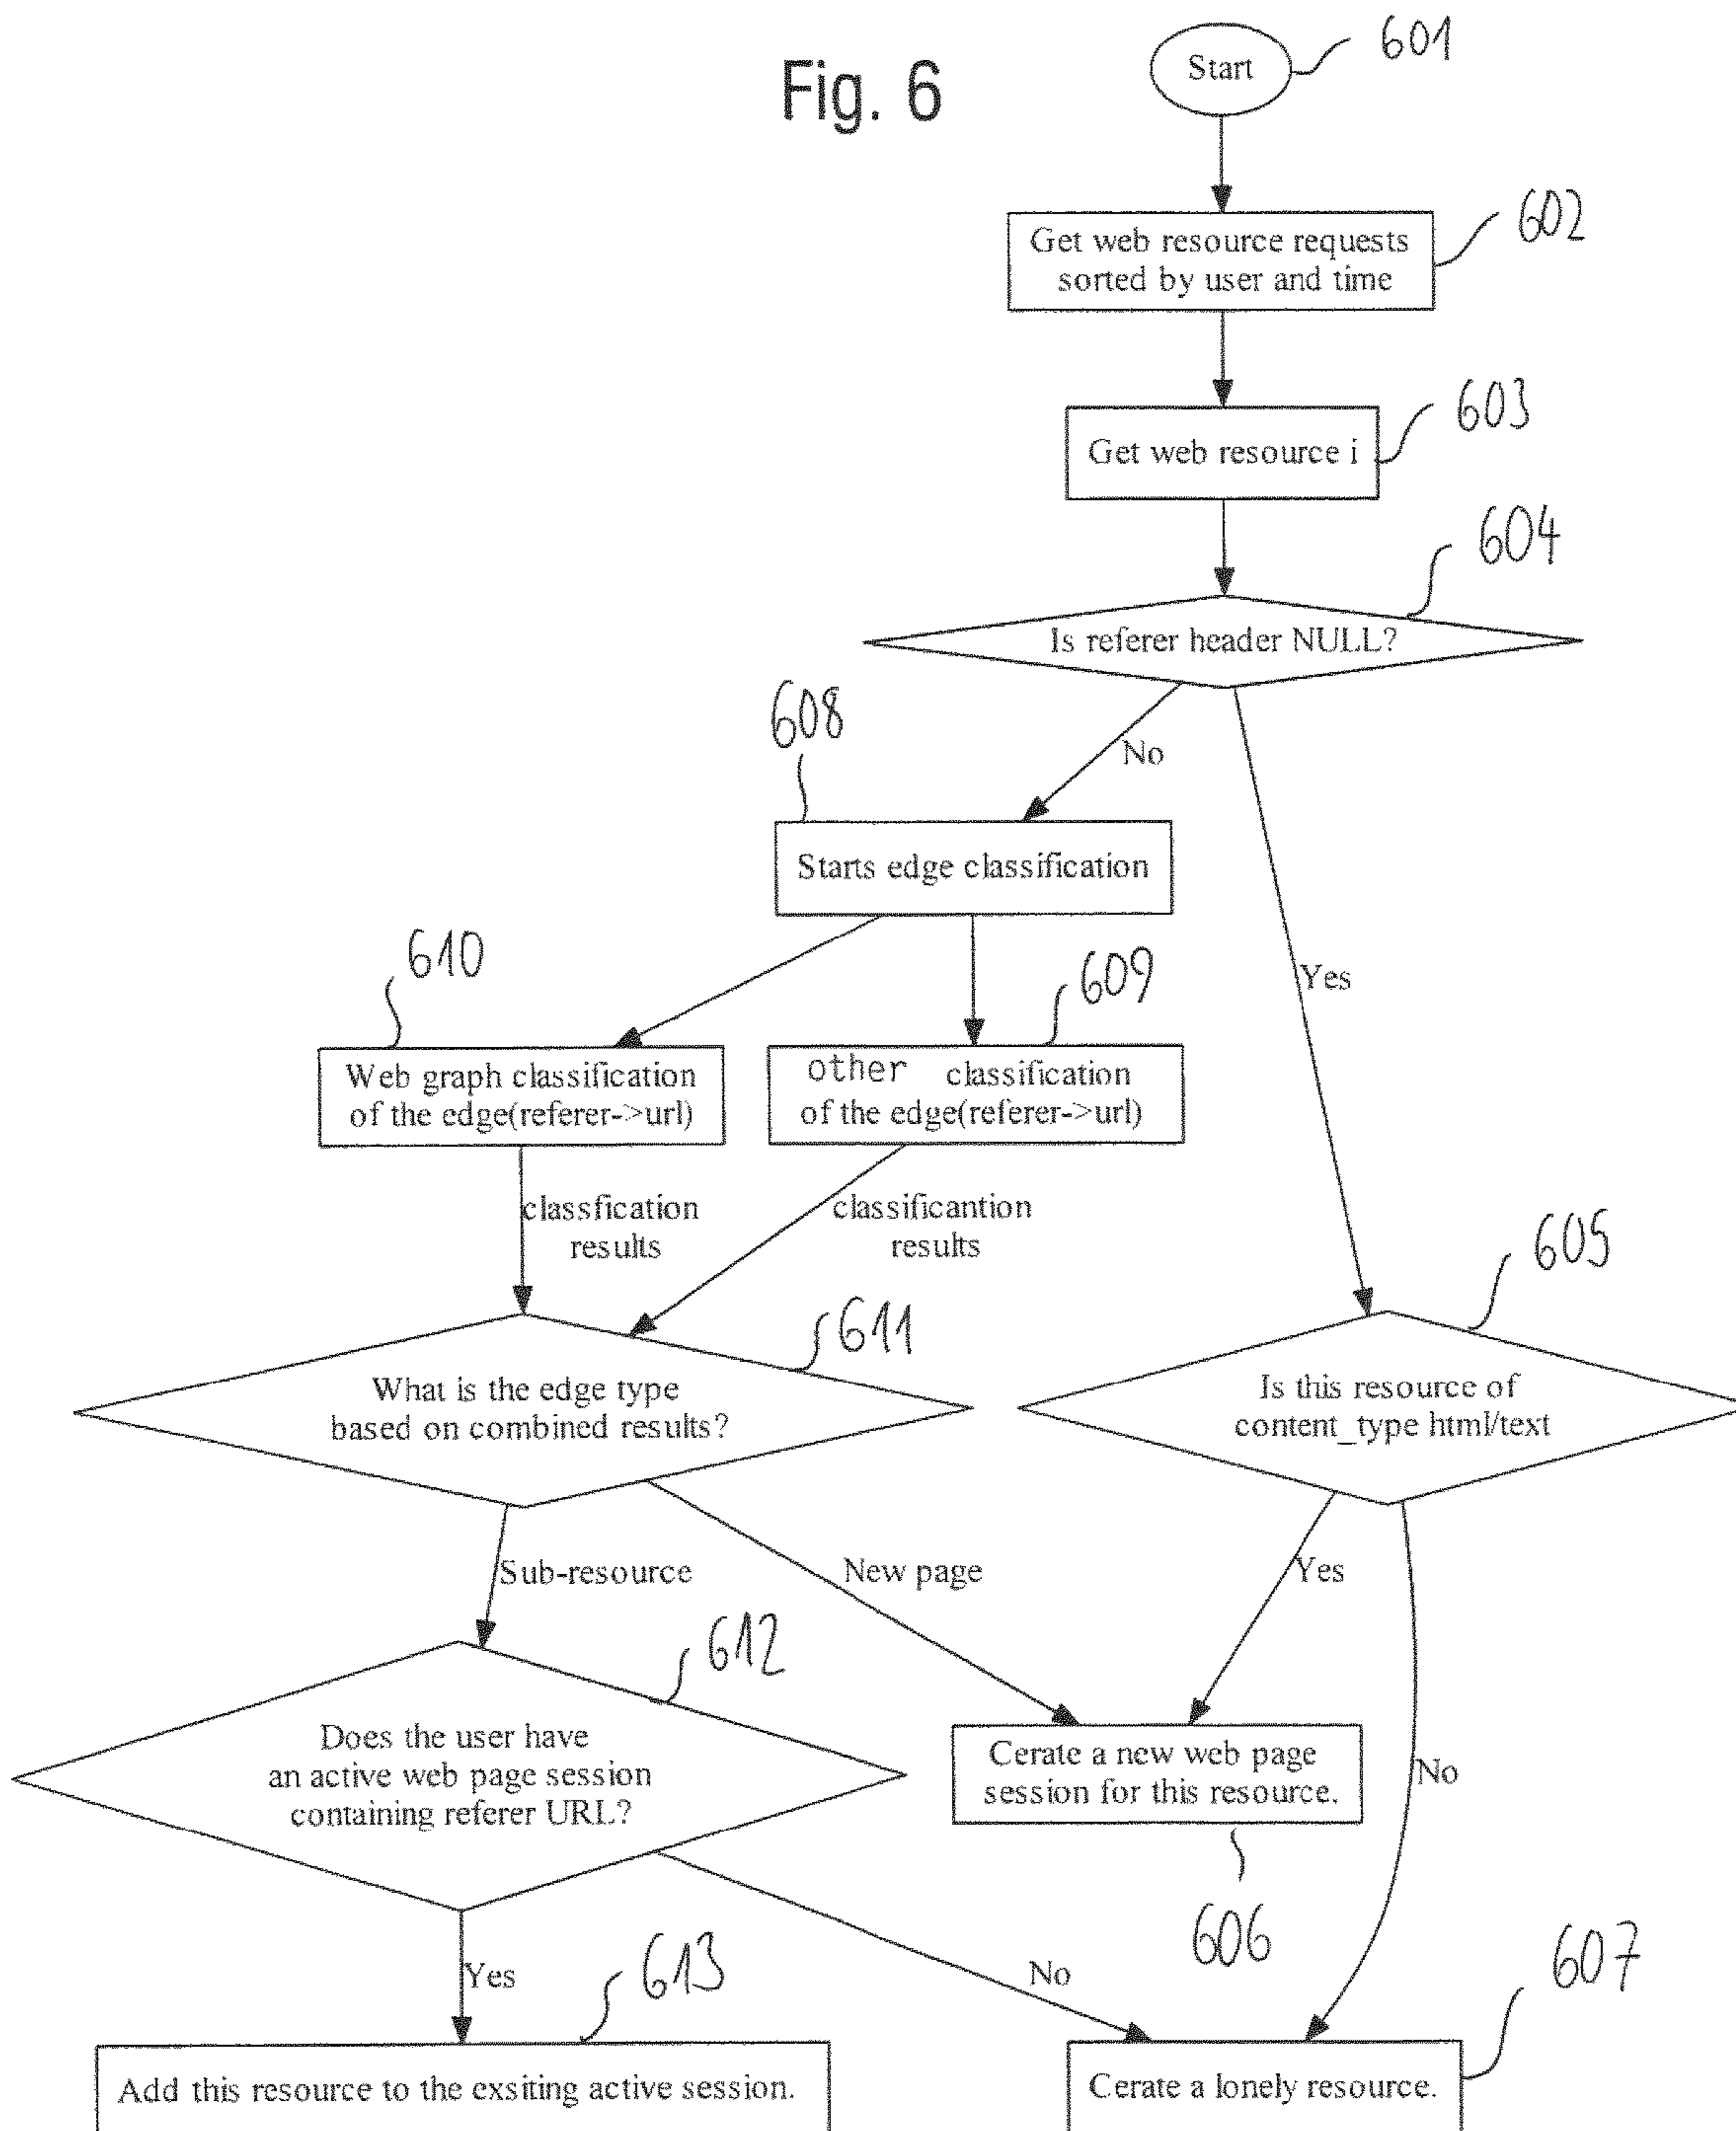 Fig. 6
Start
601
Get web resource requests
sorted by user and time
602
Get web resource i
603
604
Is referer header NULL?
608
No
Starts edge classification
Yes
610
609
Web graph classification
of the edge(referer->url)
other classification
of the edge(referer->url)
classfication
results
classificantion
results
605
611
What is the edge type
based on combined results?
Is this resource of
content_type html/text
Sub-resource
New page
Yes
612
Does the user have
an active web page session
containing referer URL?
Cerate a new web page
session for this resource.
No
606
Yes
613
No
607
Add this resource to the exsiting active session.
Cerate a lonely resource.